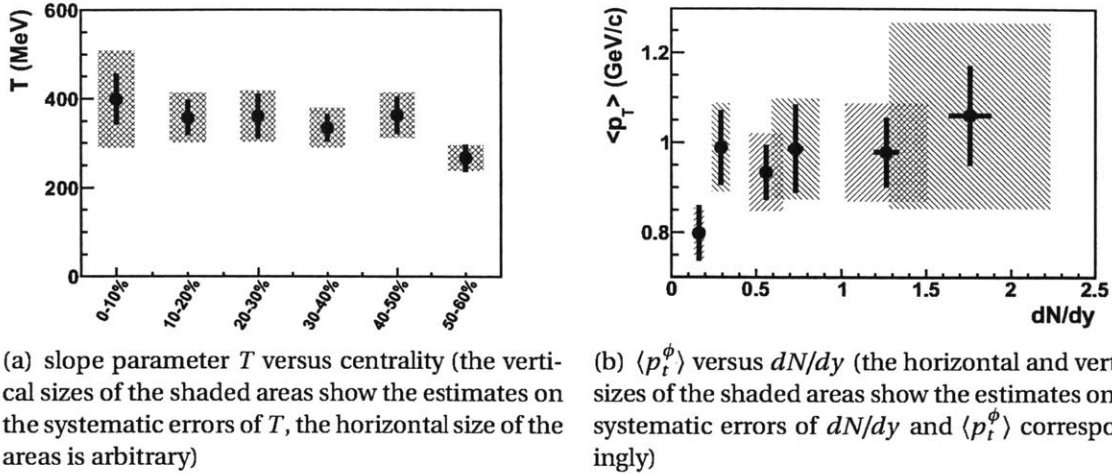 600
400
200
0
T (MeV)
0-10%
10-20%
20-30%
30-40%
40-50%
50-60%
1.2
1
0.8
<p_T> (GeV/c)
0 0.5 1 1.5 2 2.5
dN/dy
(a) slope parameter T versus centrality (the verti-
cal sizes of the shaded areas show the estimates on
the systematic errors of T, the horizontal size of the
areas is arbitrary)
(b) ⟨p_t^ϕ⟩ versus dN/dy (the horizontal and vert
sizes of the shaded areas show the estimates on
systematic errors of dN/dy and ⟨p_t^ϕ⟩ correspo
ingly)